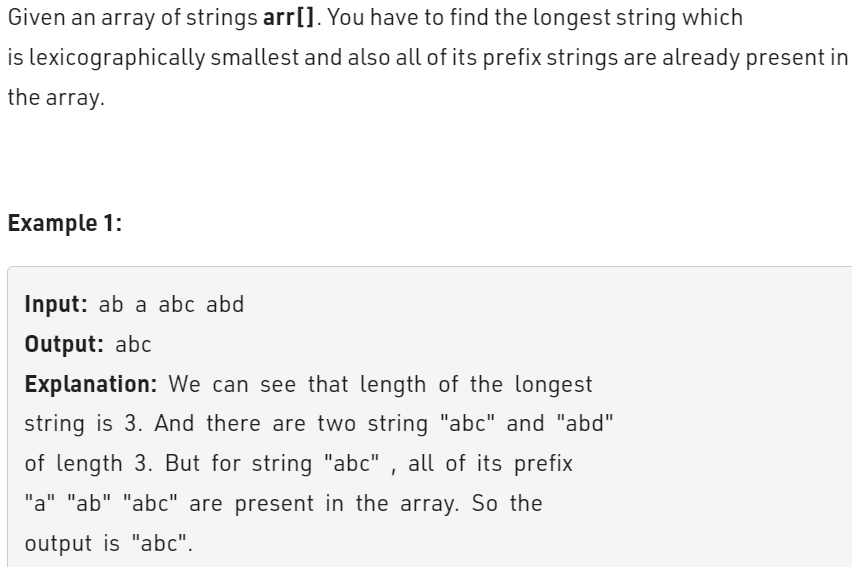 Given an array of strings arr[]. You have to find the longest string which
is lexicographically smallest and also all of its prefix strings are already present in
the array.
Example 1:
Input: ab a abc abd
Output: abc
Explanation: We can see that length of the longest
string is 3. And there are two string "abc" and "abd"
of length 3. But for string "abc" , all of its prefix
"a" "ab" "abc" are present in the array. So the
output is "abc".